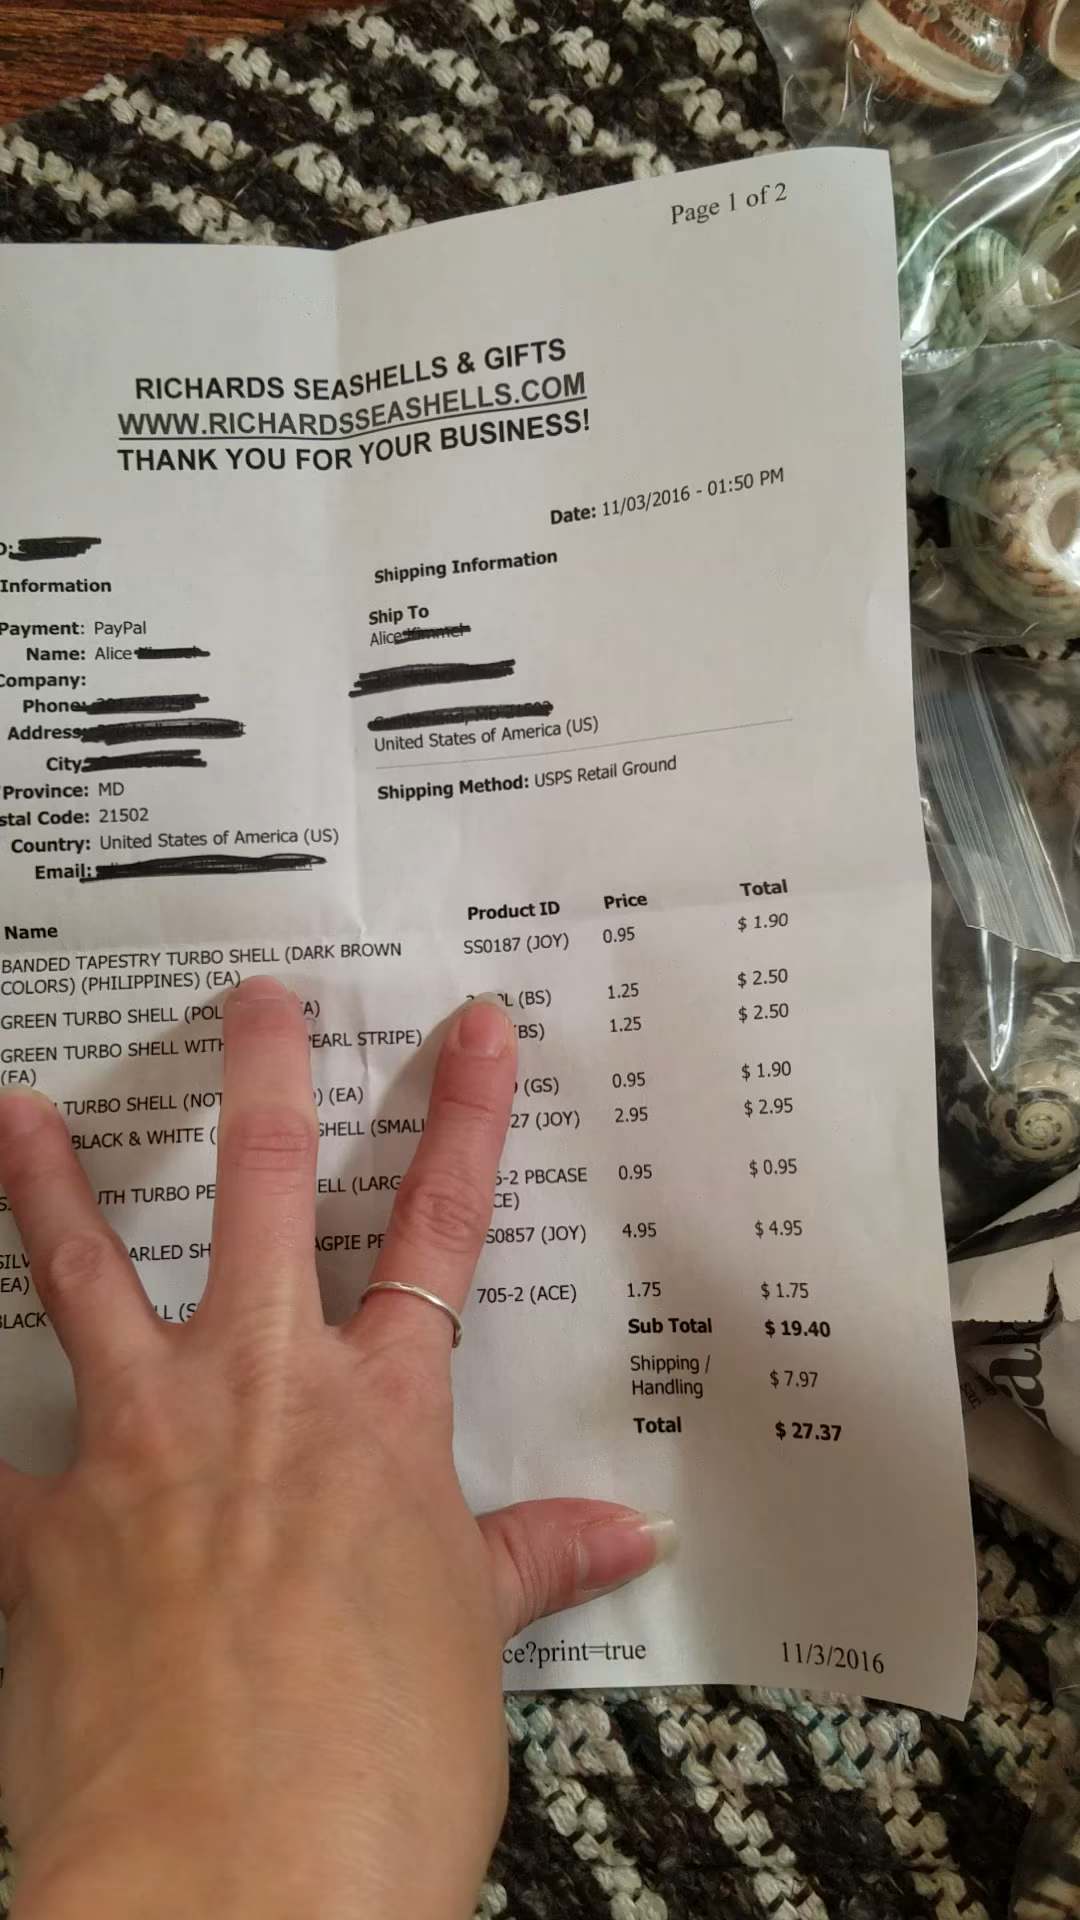 Page 1 of 2
RICHARDS SEASHELLS & GIFTS
WWW.RICHARDSSEASHELLS.COM
THANK YOU FOR YOUR BUSINESS!
Date: 11/03/2016 - 01:50 PM
Information
Payment: PayPal
Name: Alice
Company:
Phone:
Address:
City:
Province: MD
stal Code: 21502
Country: United States of America (US)
Email:
Shipping Information
Ship To
Alice
United States of America (US)
Shipping Method: USPS Retail Ground
Name Product ID Price Total
BANDED TAPESTRY TURBO SHELL (DARK BROWN SS0187 (JOY) 0.95 $ 1.90
COLORS) (PHILIPPINES) (EA)
GREEN TURBO SHELL (POL EA) L (BS) 1.25 $ 2.50
GREEN TURBO SHELL WITH PEARL STRIPE) (BS) 1.25 $ 2.50
(EA)
TURBO SHELL (NOT ) (EA) (GS) 0.95 $ 1.90
BLACK & WHITE ( SHELL (SMALL 27 (JOY) 2.95 $ 2.95
UTH TURBO PE ELL (LARG 5-2 PBCASE 0.95 $ 0.95
CE)
SILV ARLED SH AGPIE PE S0857 (JOY) 4.95 $ 4.95
EA)
BLACK LL (S 705-2 (ACE) 1.75 $ 1.75
Sub Total $ 19.40
Shipping /
Handling $ 7.97
Total $ 27.37
ce?print=true 11/3/2016